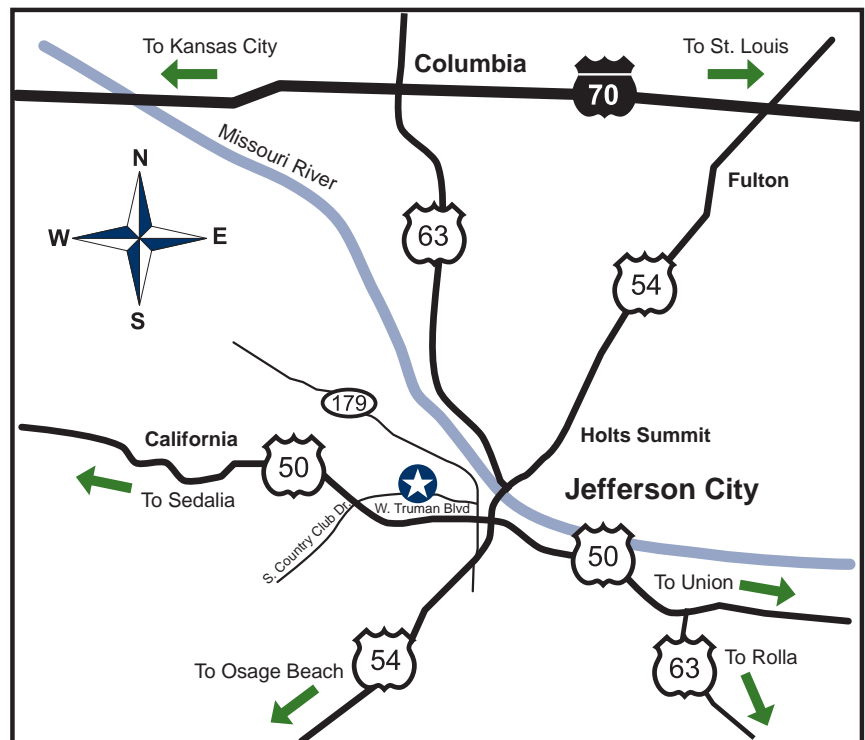 To Kansas City
To St. Louis
Columbia
70
Missouri River
Fulton
N
W
E
S
63
54
179
Holts Summit
California
50
Jefferson City
To Sedalia
W. Truman Blvd
S. Country Club Dr.
50
To Union
54
To Osage Beach
63
To Rolla